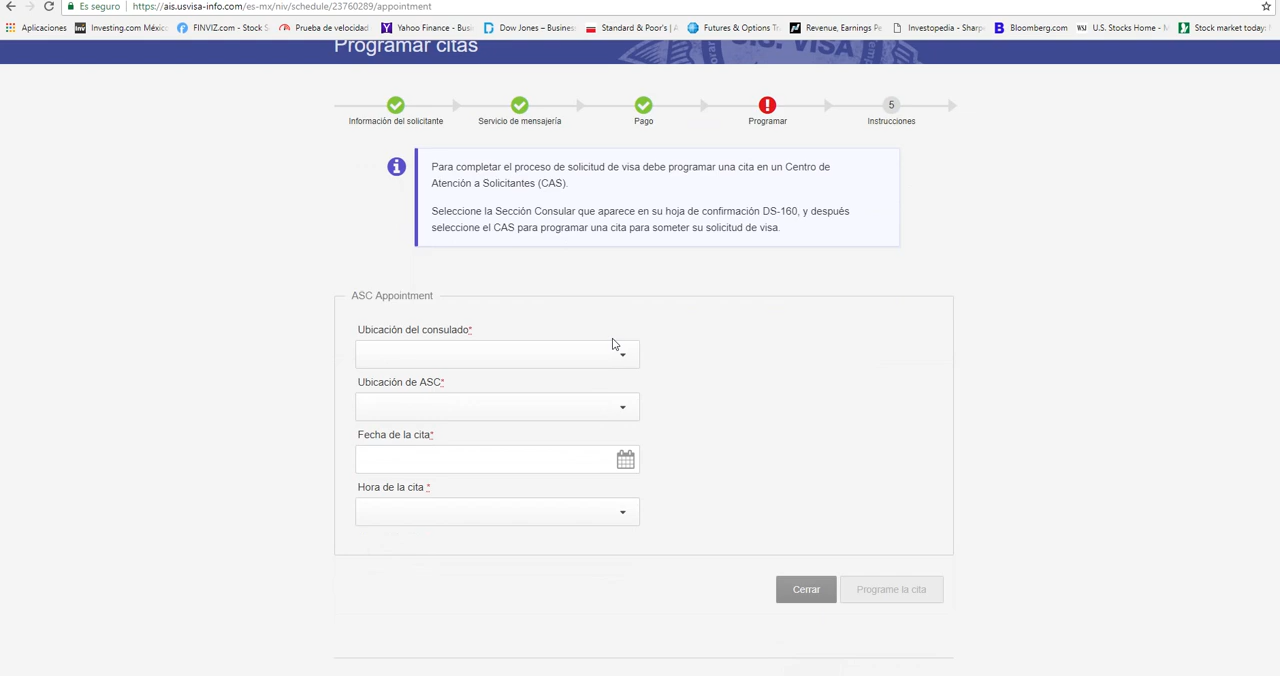 Es seguro https://ais.usvisa-info.com/es-mx/niv/schedule/23760289/appointment
Aplicaciones Investing.com Méxic FINVIZ.com - Stock S Prueba de velocidad Yahoo Finance - Bus Dow Jones – Busines Standard & Poor's | A Futures & Options Tr Revenue, Earnings Pe Investopedia - Sharpe Bloomberg.com WSJ U.S. Stocks Home - M Stock market today:
Programar citas
U.S. VISA
5
Información del solicitante Servicio de mensajería Pago Programar Instrucciones
Para completar el proceso de solicitud de visa debe programar una cita en un Centro de
Atención a Solicitantes (CAS).
Seleccione la Sección Consular que aparece en su hoja de confirmación DS-160, y después
seleccione el CAS para programar una cita para someter su solicitud de visa.
ASC Appointment
Ubicación del consulado*
Ubicación de ASC*
Fecha de la cita*
Hora de la cita *
Cerrar Programe la cita